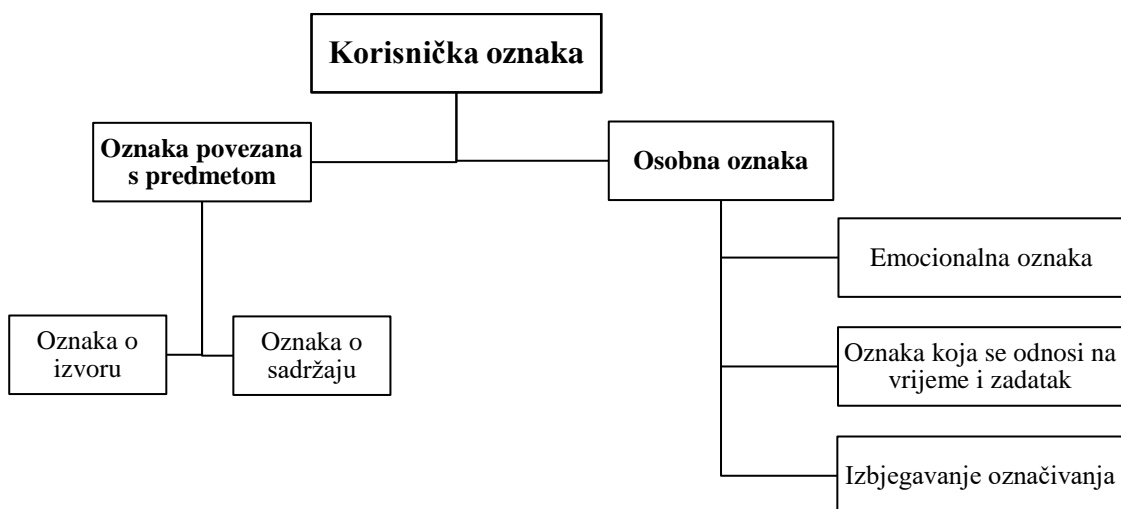 Korisnička oznaka
Oznaka povezana
s predmetom
Osobna oznaka
Emocionalna oznaka
Oznaka o
izvoru
Oznaka o
sadržaju
Oznaka koja se odnosi na
vrijeme i zadatak
Izbjegavanje označivanja